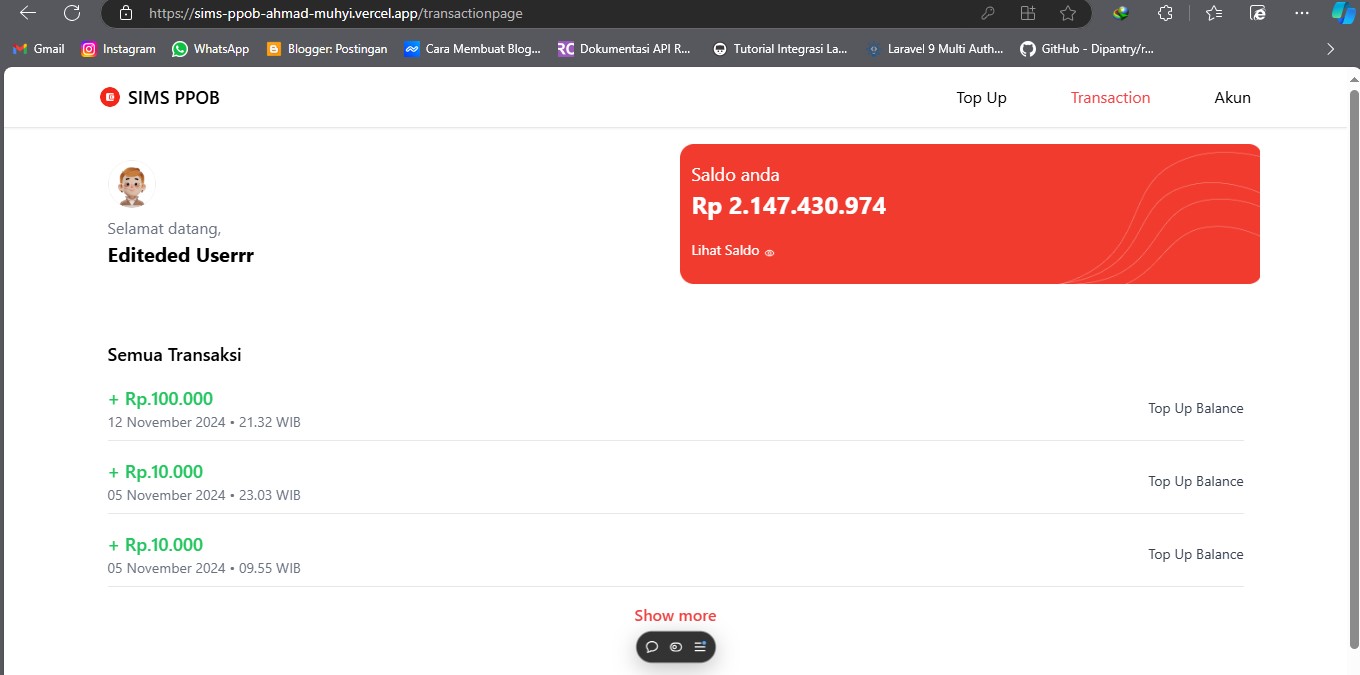 https://sims-ppob-ahmad-muhyi.vercel.app/transactionpage
Gmail Instagram WhatsApp Blogger: Postingan Cara Membuat Blog... Dokumentasi API R... Tutorial Integrasi La... Laravel 9 Multi Auth... GitHub - Dipantry/r...
SIMS PPOB Top Up Transaction Akun
Selamat datang,
Editeded Userrr
Saldo anda
Rp 2.147.430.974
Lihat Saldo
Semua Transaksi
+ Rp.100.000
12 November 2024 • 21.32 WIB
Top Up Balance
+ Rp.10.000
05 November 2024 • 23.03 WIB
Top Up Balance
+ Rp.10.000
05 November 2024 • 09.55 WIB
Top Up Balance
Show more